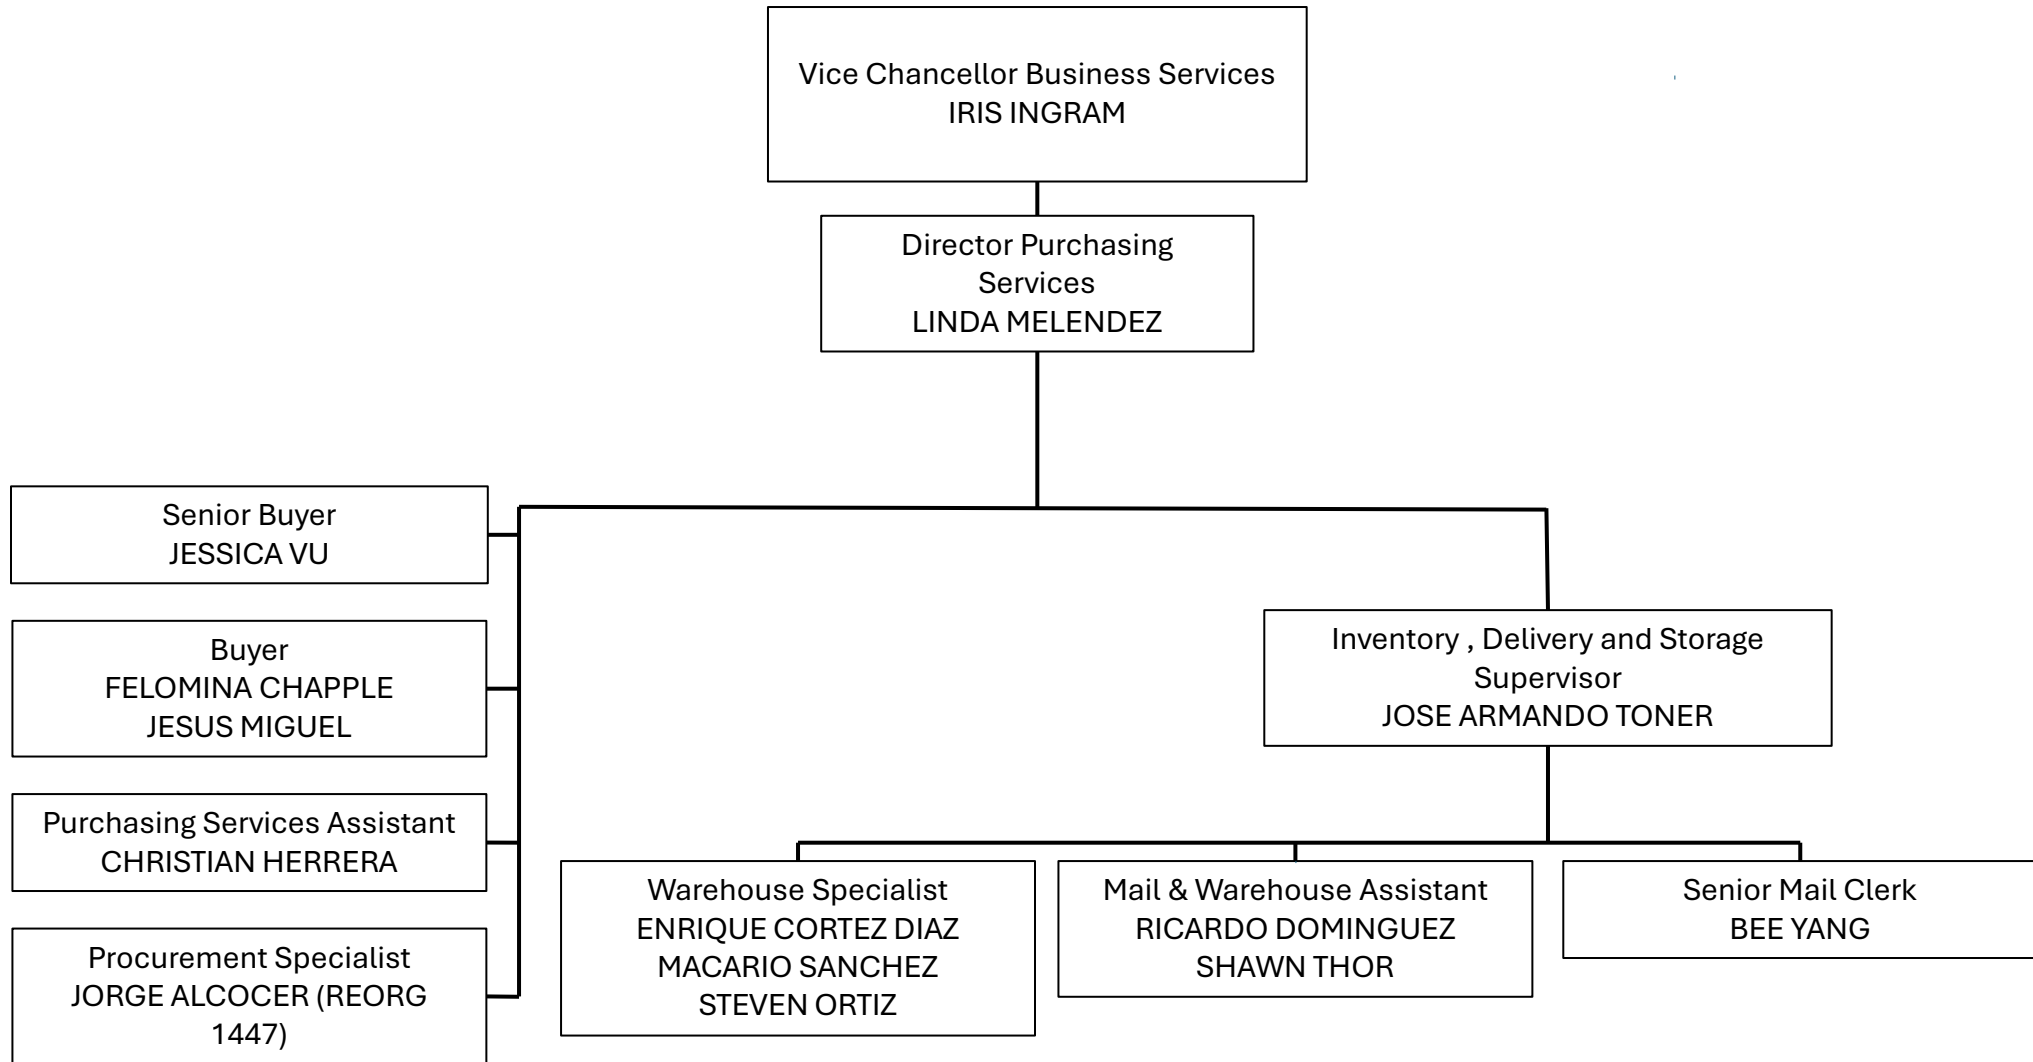 Vice Chancellor Business Services
IRIS INGRAM
Director Purchasing
Services
LINDA MELENDEZ
Senior Buyer
JESSICA VU
Buyer
FELOMINA CHAPPLE
JESUS MIGUEL
Purchasing Services Assistant
CHRISTIAN HERRERA
Procurement Specialist
JORGE ALCOCER (REORG
1447)
Inventory , Delivery and Storage
Supervisor
JOSE ARMANDO TONER
Warehouse Specialist
ENRIQUE CORTEZ DIAZ
MACARIO SANCHEZ
STEVEN ORTIZ
Mail & Warehouse Assistant
RICARDO DOMINGUEZ
SHAWN THOR
Senior Mail Clerk
BEE YANG